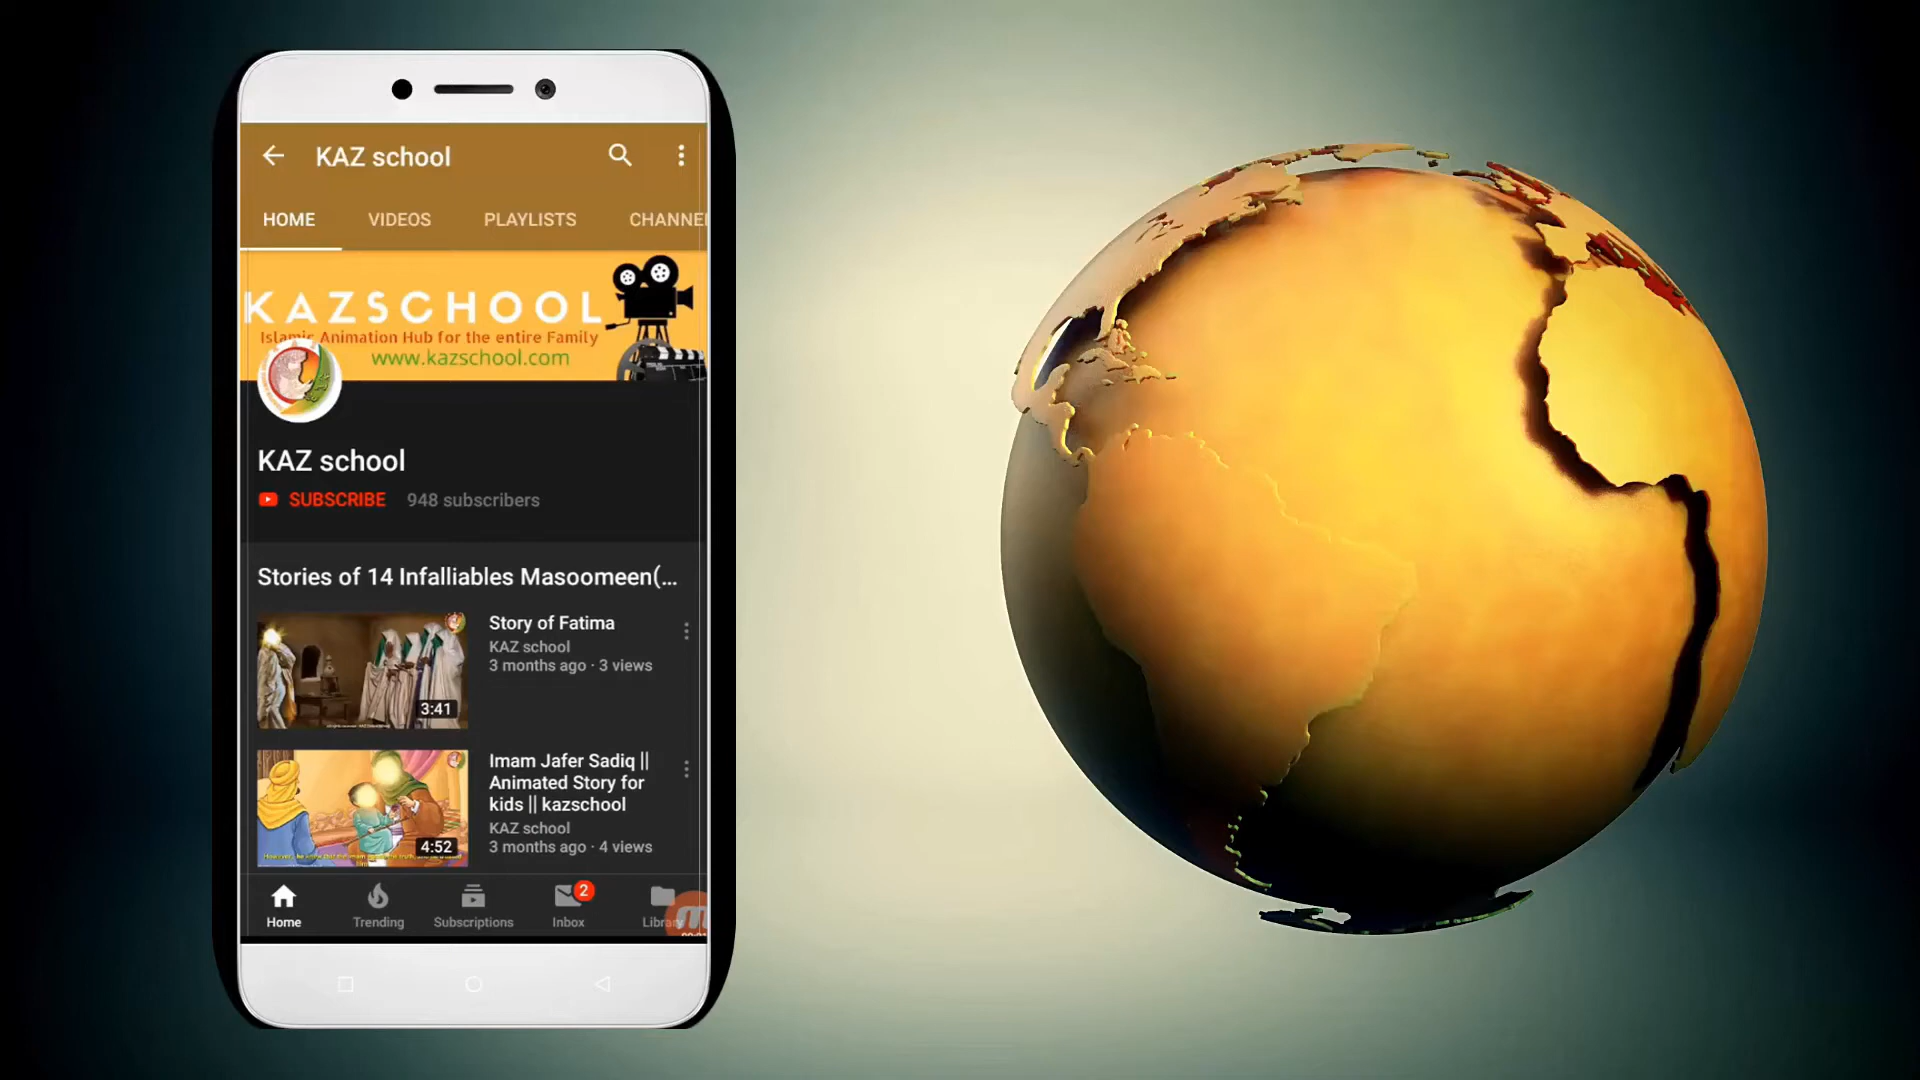 KAZ school
HOME VIDEOS PLAYLISTS CHANNE
KAZSCHOOL
Islamic Animation Hub for the entire Family
www.kazschool.com
KAZ school
SUBSCRIBE 948 subscribers
Stories of 14 Infalliables Masoomeen(...
Story of Fatima
KAZ school
3 months ago · 3 views
3:41
Imam Jafer Sadiq ||
Animated Story for
kids || kazschool
KAZ school
3 months ago · 4 views
4:52
2
Home Trending Subscriptions Inbox Library